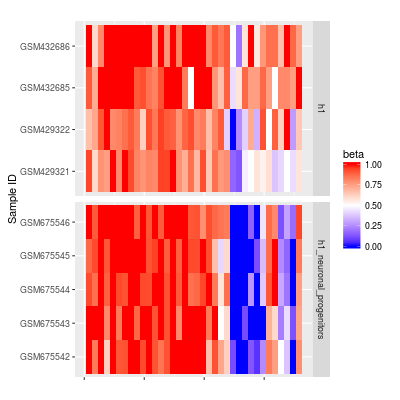 GSM432686
GSM432685
GSM429322
GSM429321
h1
GSM675546
GSM675545
GSM675544
GSM675543
GSM675542
h1_neuronal_progenitors
Sample ID
beta
1.00
0.75
0.50
0.25
0.00